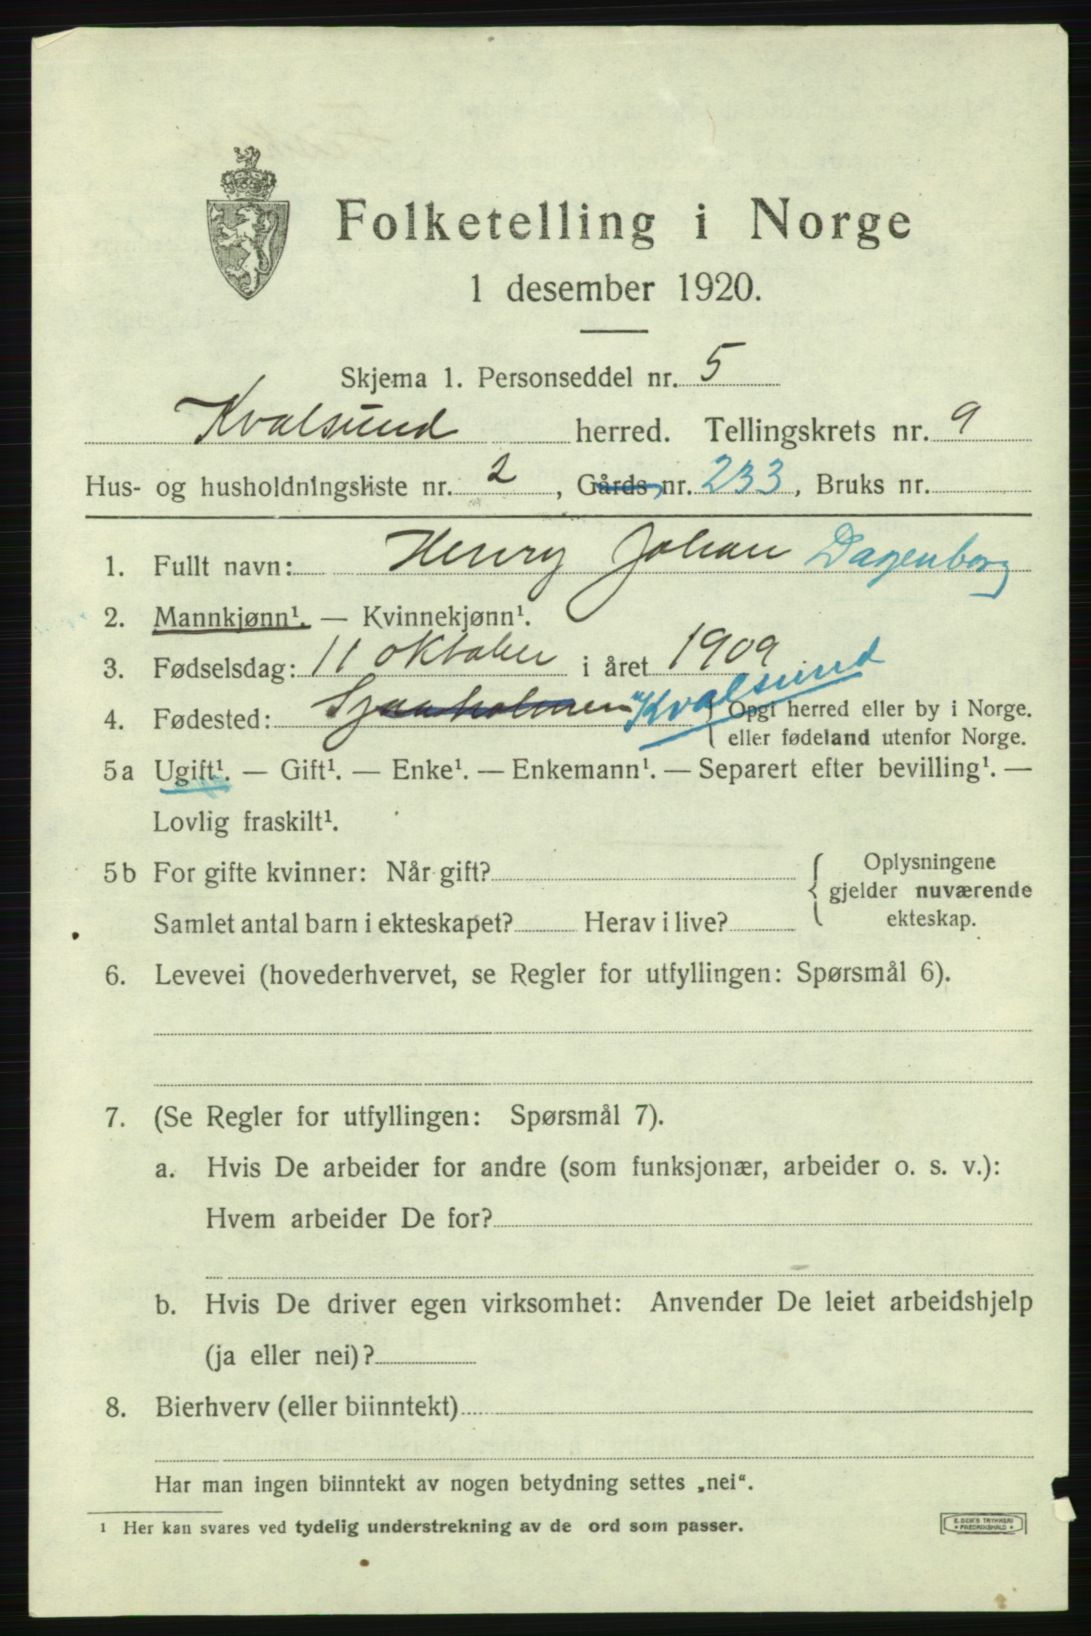 Folketelling i Norge
1 desember 1920.
Skjema 1. Personseddel nr. 5
Kvalsund herred. Tellingskrets nr. 9
Hus- og husholdningsliste nr. 2, Gårds nr. 233, Bruks nr.
1. Fullt navn: Henry Johan Dagenborg
2. Mannkjønn¹. — Kvinnekjønn¹.
3. Fødselsdag: 11 oktober i året 1909
4. Fødested: Kvalsund Opgi herred eller by i Norge.
eller fødeland utenfor Norge.
5a Ugift¹. — Gift¹. — Enke¹. — Enkemann¹. — Separert efter bevilling¹. —
Lovlig fraskilt¹.
5b For gifte kvinner: Når gift? Oplysningene
gjelder nuværende
Samlet antal barn i ekteskapet? Herav i live? ekteskap.
6. Levevei (hovederhvervet, se Regler for utfyllingen: Spørsmål 6).
7. (Se Regler for utfyllingen: Spørsmål 7).
a. Hvis De arbeider for andre (som funksjonær, arbeider o. s. v.):
Hvem arbeider De for?
b. Hvis De driver egen virksomhet: Anvender De leiet arbeidshjelp
(ja eller nei)?
8. Bierhverv (eller biinntekt)
Har man ingen biinntekt av nogen betydning settes „nei“.
¹ Her kan svares ved tydelig understrekning av de ord som passer.